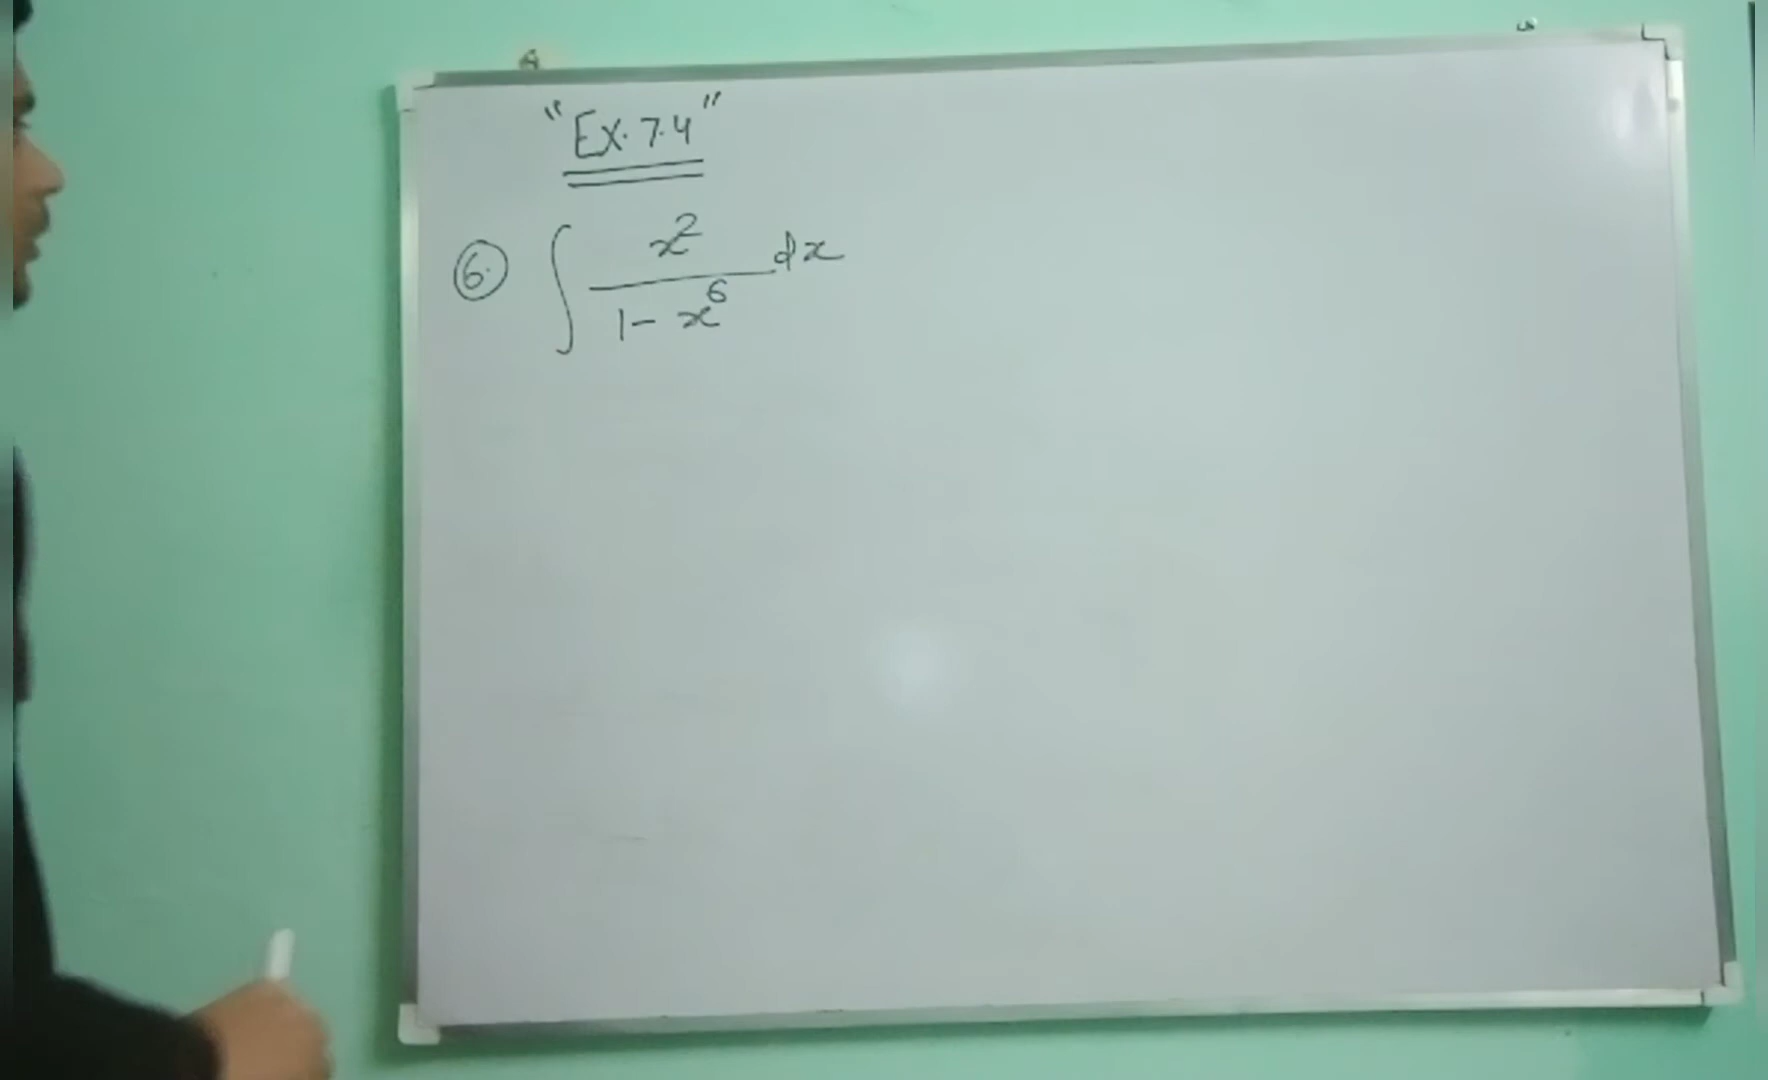 "Ex. 7.4"
6. ∫ x² / 1 - x⁶ dx